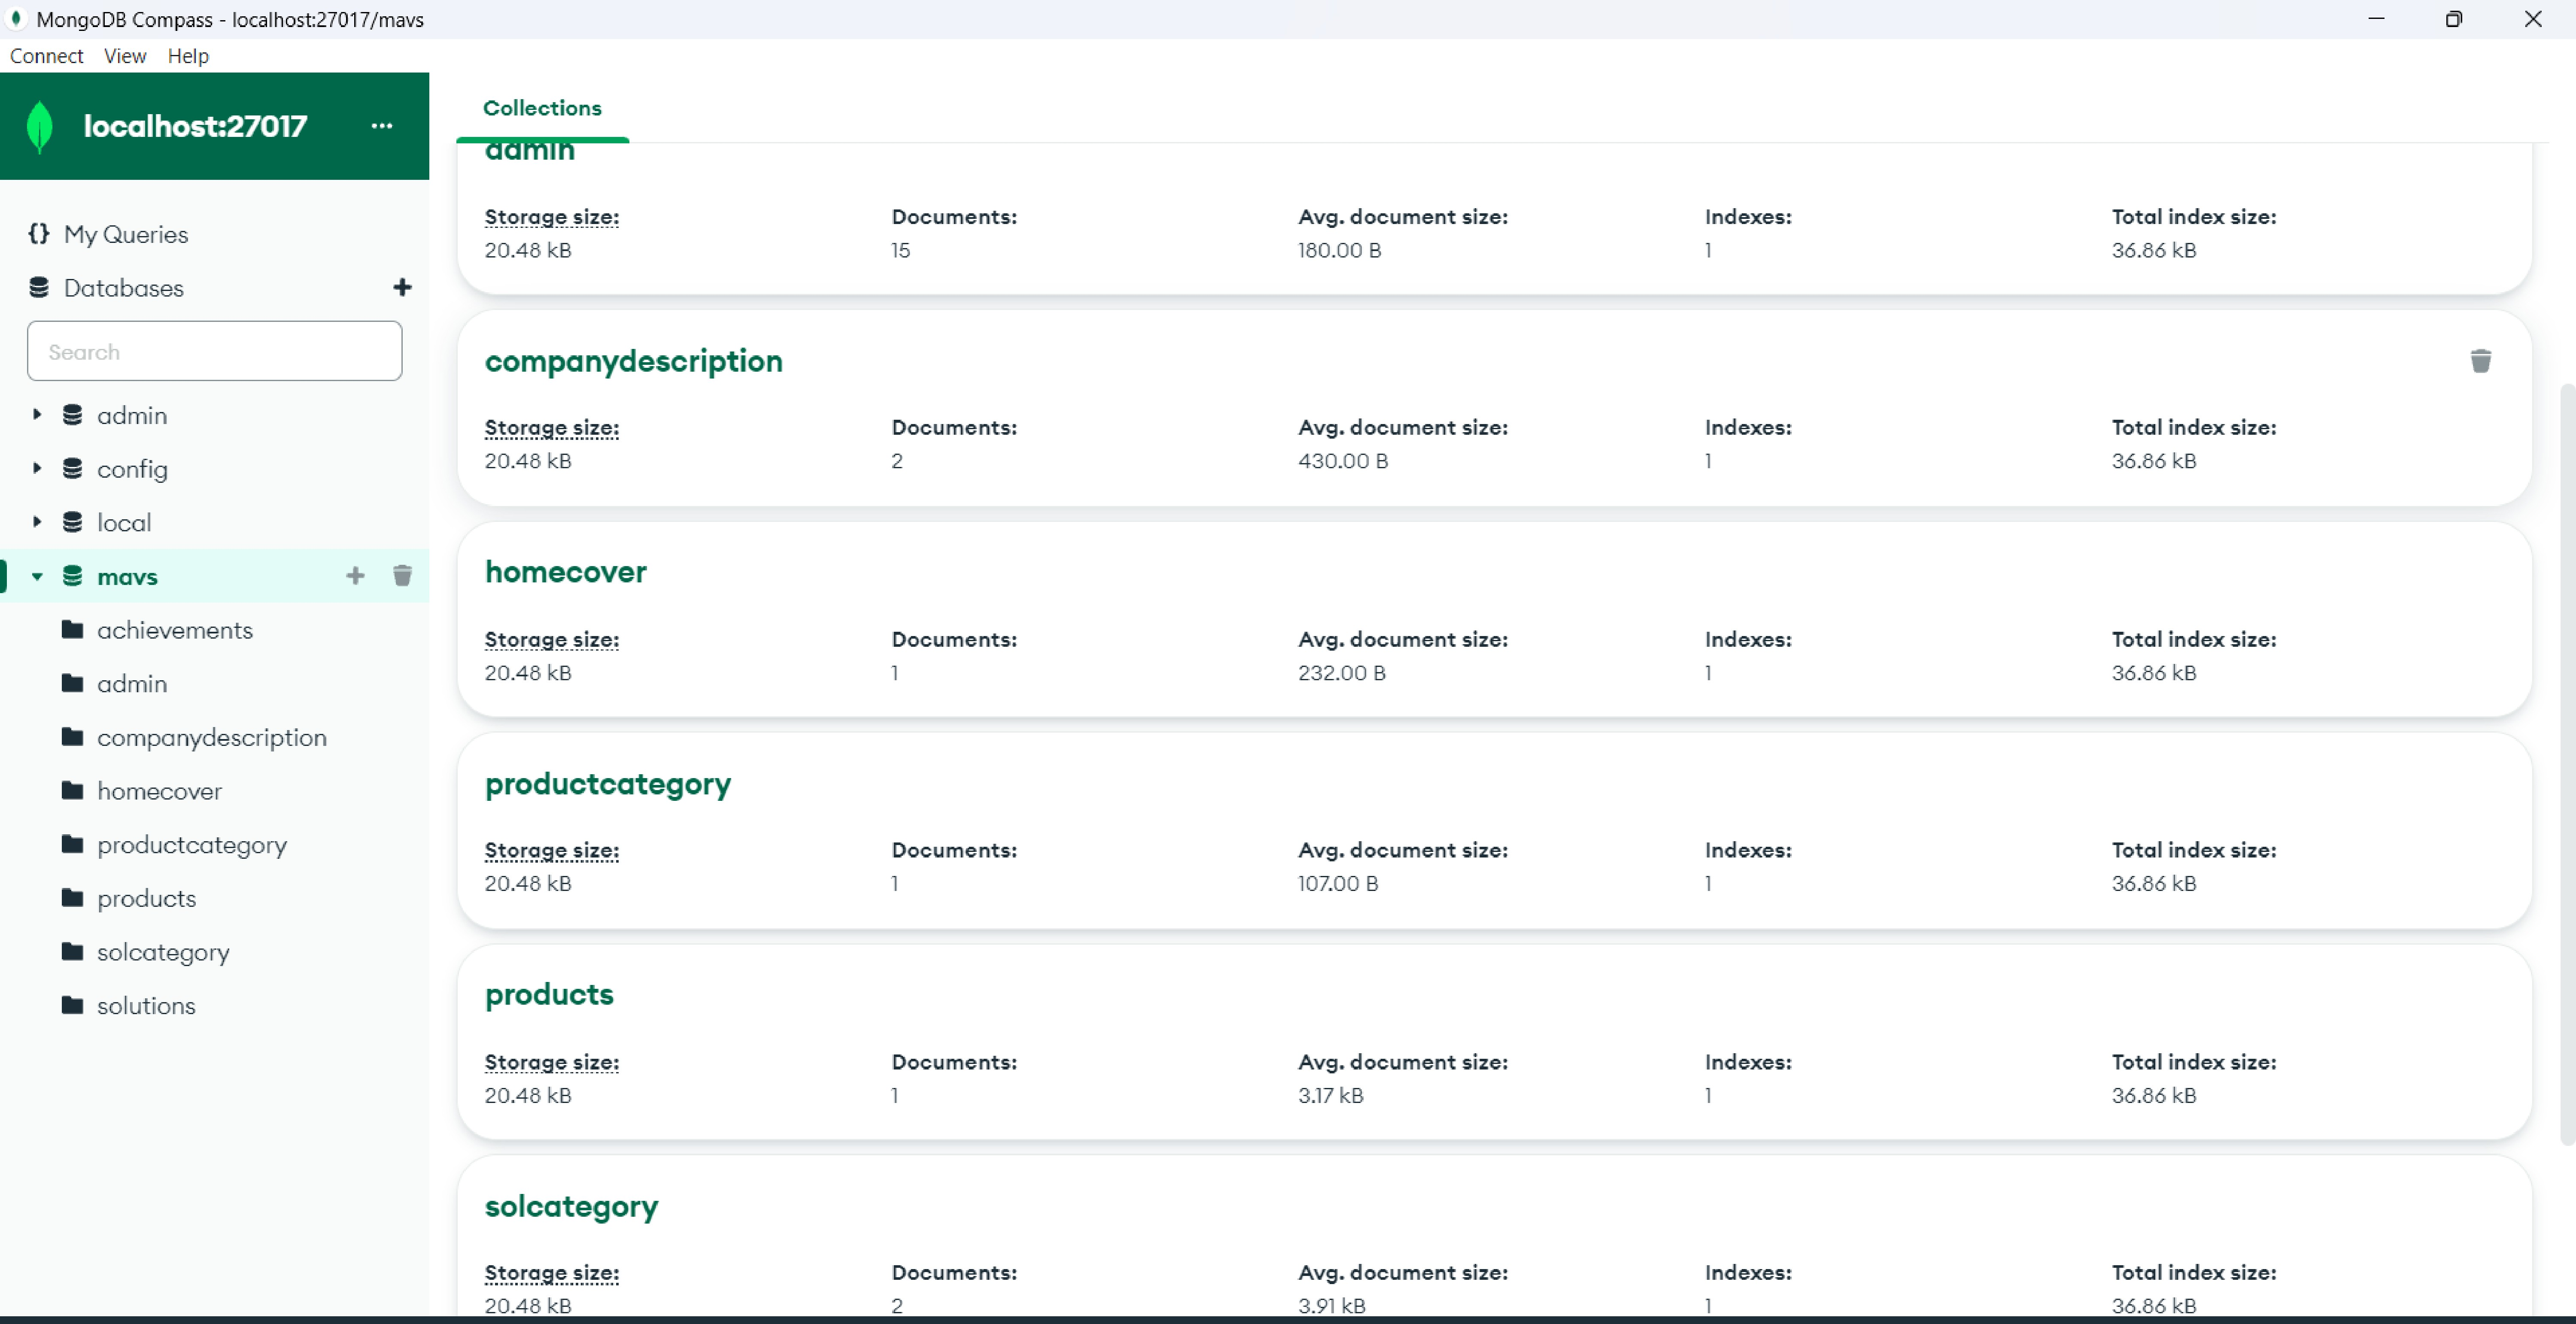 MongoDB Compass - localhost:27017/mavs
Connect View Help
localhost:27017 ...
{} My Queries
Databases
Search
admin
config
local
mavs
achievements
admin
companydescription
homecover
productcategory
products
solcategory
solutions
Collections
admin
Storage size: Documents: Avg. document size: Indexes: Total index size:
20.48 kB 15 180.00 B 1 36.86 kB
companydescription
Storage size: Documents: Avg. document size: Indexes: Total index size:
20.48 kB 2 430.00 B 1 36.86 kB
homecover
Storage size: Documents: Avg. document size: Indexes: Total index size:
20.48 kB 1 232.00 B 1 36.86 kB
productcategory
Storage size: Documents: Avg. document size: Indexes: Total index size:
20.48 kB 1 107.00 B 1 36.86 kB
products
Storage size: Documents: Avg. document size: Indexes: Total index size:
20.48 kB 1 3.17 kB 1 36.86 kB
solcategory
Storage size: Documents: Avg. document size: Indexes: Total index size:
20.48 kB 2 3.91 kB 1 36.86 kB